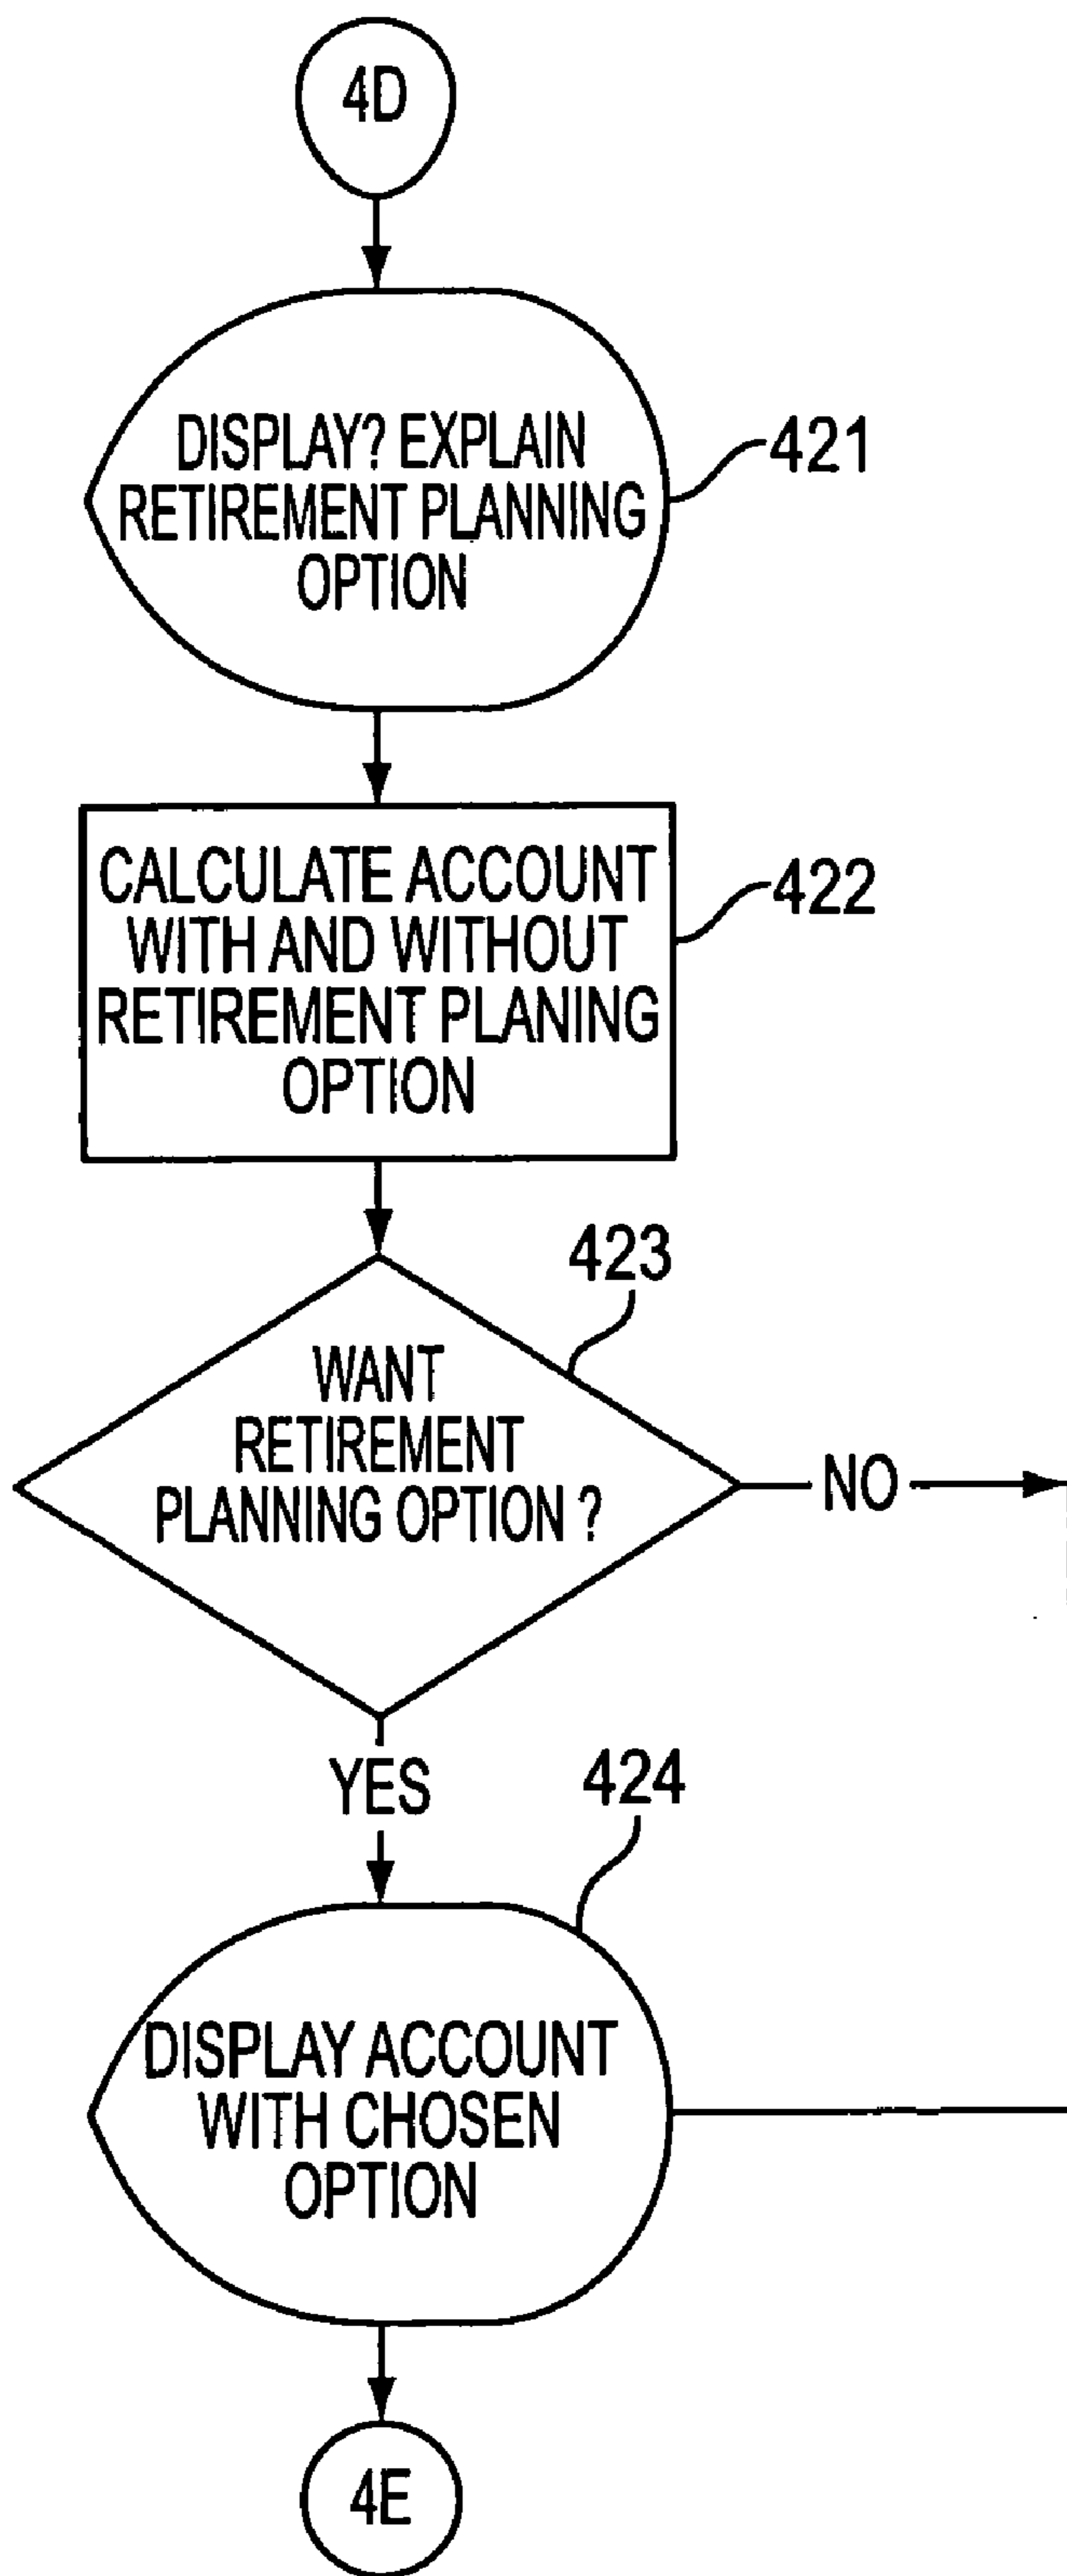 4D
DISPLAY? EXPLAIN
RETIREMENT PLANNING
OPTION
421
CALCULATE ACCOUNT
WITH AND WITHOUT
RETIREMENT PLANING
OPTION
422
423
WANT
RETIREMENT
PLANNING OPTION ?
NO
YES
424
DISPLAY ACCOUNT
WITH CHOSEN
OPTION
4E